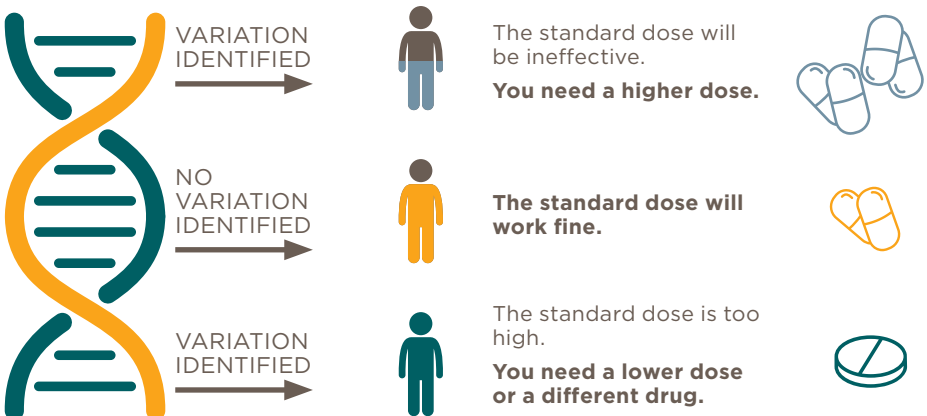 VARIATION
IDENTIFIED
The standard dose will
be ineffective.
You need a higher dose.
NO
VARIATION
IDENTIFIED
The standard dose will
work fine.
VARIATION
IDENTIFIED
The standard dose is too
high.
You need a lower dose
or a different drug.